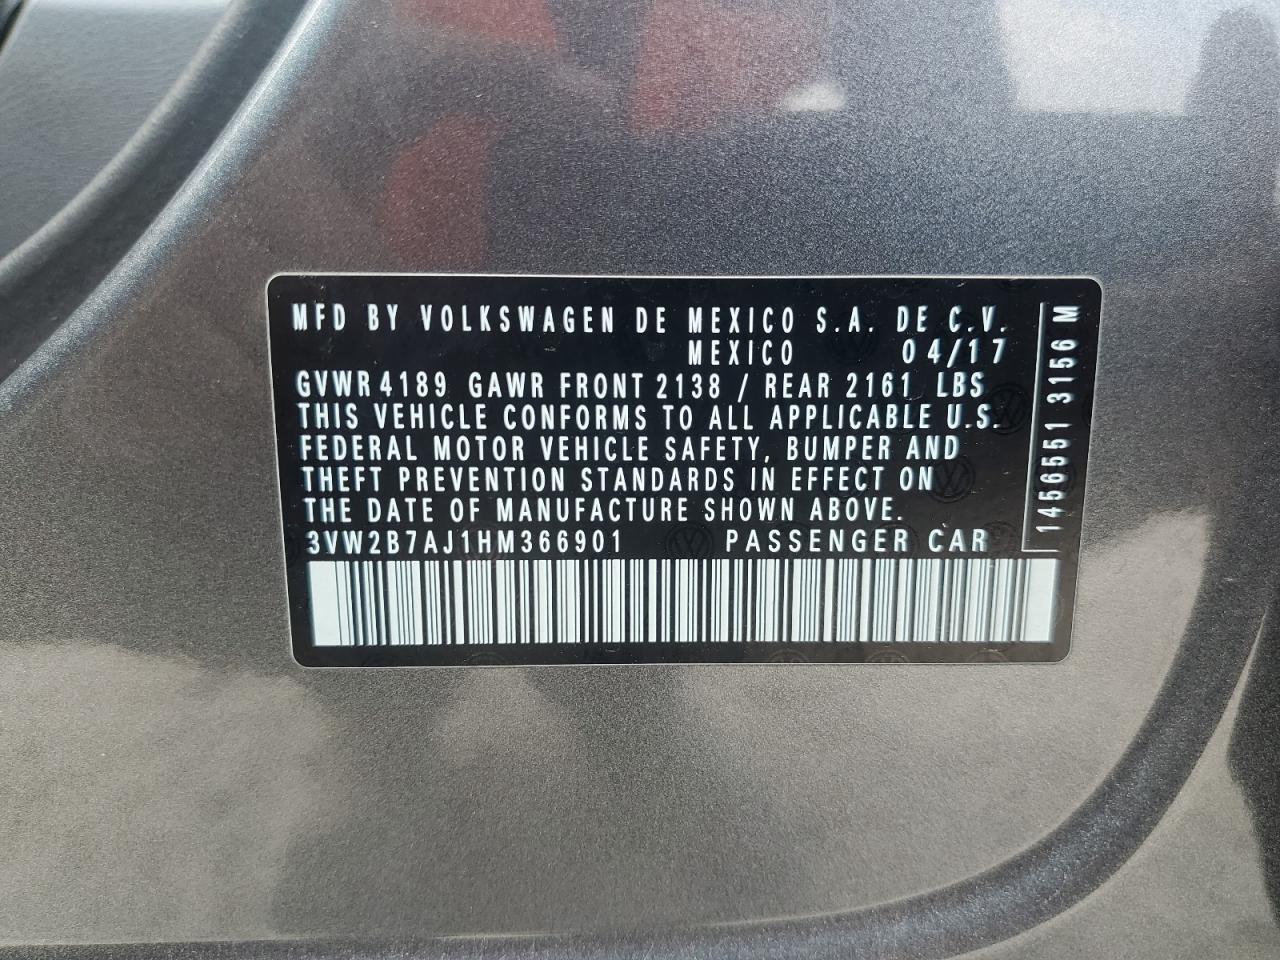 MFD BY VOLKSWAGEN DE MEXICO S.A. DE C.V.
MEXICO 04/17
GVWR 4189 GAWR FRONT 2138 / REAR 2161 LBS
THIS VEHICLE CONFORMS TO ALL APPLICABLE U.S.
FEDERAL MOTOR VEHICLE SAFETY, BUMPER AND
THEFT PREVENTION STANDARDS IN EFFECT ON
THE DATE OF MANUFACTURE SHOWN ABOVE.
3VW2B7AJ1HM366901 PASSENGER CAR
1456551 3156 M